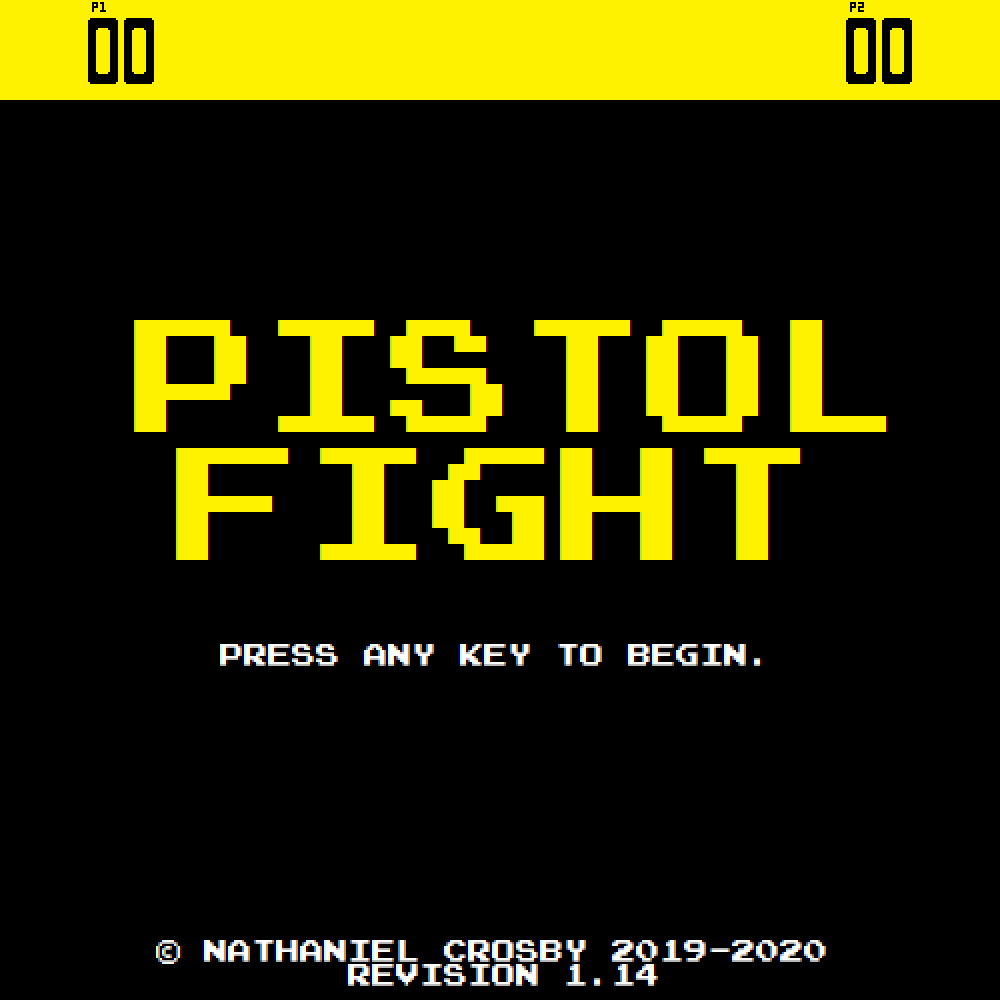 P1 P2
00 00
PISTOL
FIGHT
PRESS ANY KEY TO BEGIN.
© NATHANIEL CROSBY 2019-2020
REVISION 1.14